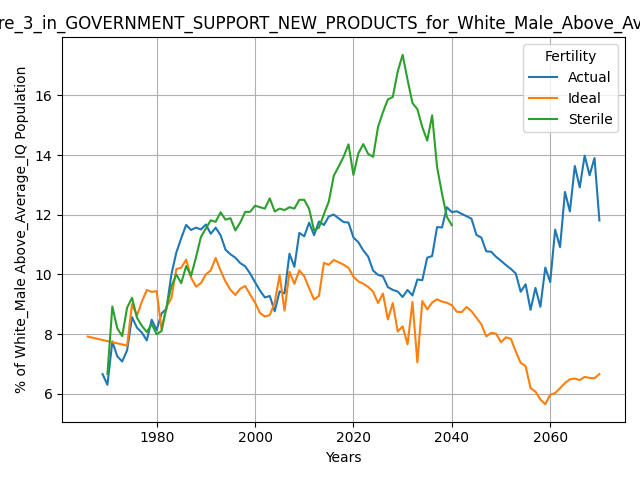 re_3_in_GOVERNMENT_SUPPORT_NEW_PRODUCTS_for_White_Male_Above_Av
Fertility
Actual
Ideal
Sterile
% of White_Male Above_Average_IQ Population
16
14
12
10
8
6
1980
2000
2020
2040
2060
Years